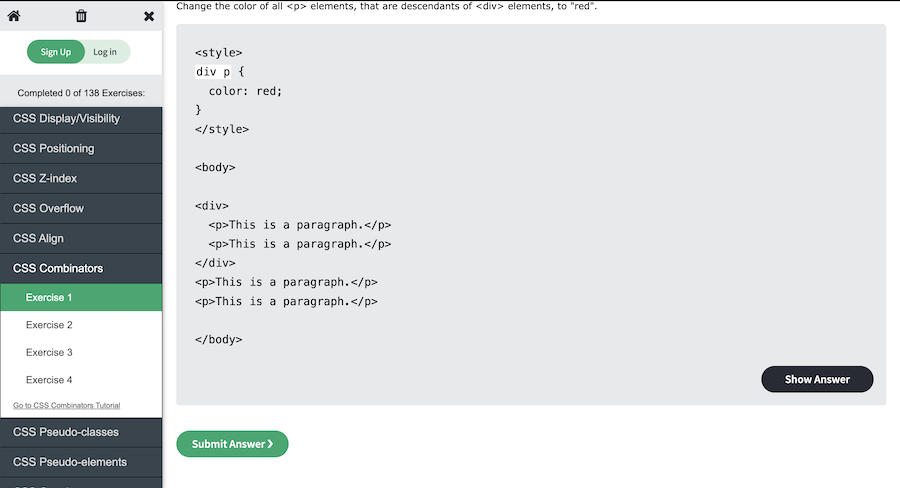 Sign Up Log in
Completed 0 of 138 Exercises:
CSS Display/Visibility
CSS Positioning
CSS Z-index
CSS Overflow
CSS Align
CSS Combinators
Exercise 1
Exercise 2
Exercise 3
Exercise 4
Go to CSS Combinators Tutorial
CSS Pseudo-classes
CSS Pseudo-elements
Change the color of all <p> elements, that are descendants of <div> elements, to "red".
<style>
div p {
  color: red;
}
</style>
<body>
<div>
  <p>This is a paragraph.</p>
  <p>This is a paragraph.</p>
</div>
<p>This is a paragraph.</p>
<p>This is a paragraph.</p>
</body>
Show Answer
Submit Answer ❯